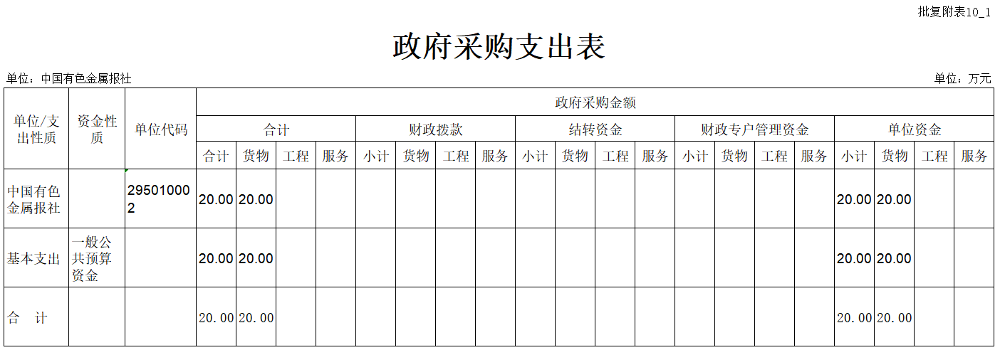 批复附表10_1
政府采购支出表
单位：中国有色金属报社 单位：万元
单位/支出性质 资金性质 单位代码 政府采购金额
合计 财政拨款 结转资金 财政专户管理资金 单位资金
合计 货物 工程 服务 小计 货物 工程 服务 小计 货物 工程 服务 小计 货物 工程 服务 小计 货物 工程 服务
中国有色金属报社 295010002 20.00 20.00 20.00 20.00
基本支出 一般公共预算资金 20.00 20.00 20.00 20.00
合 计 20.00 20.00 20.00 20.00